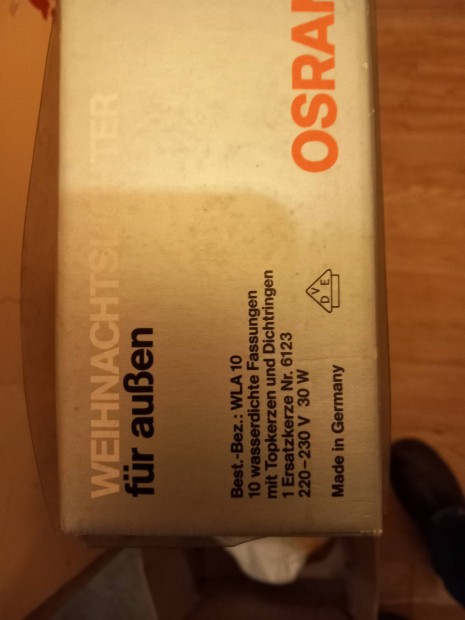 WEIHNACHTS
für außen
OSRAM
Best.-Bez.: WLA 10
10 wasserdichte Fassungen
mit Topkerzen und Dichtringen
1 Ersatzkerze Nr. 6123
220–230 V 30 W
Made in Germany
VDE